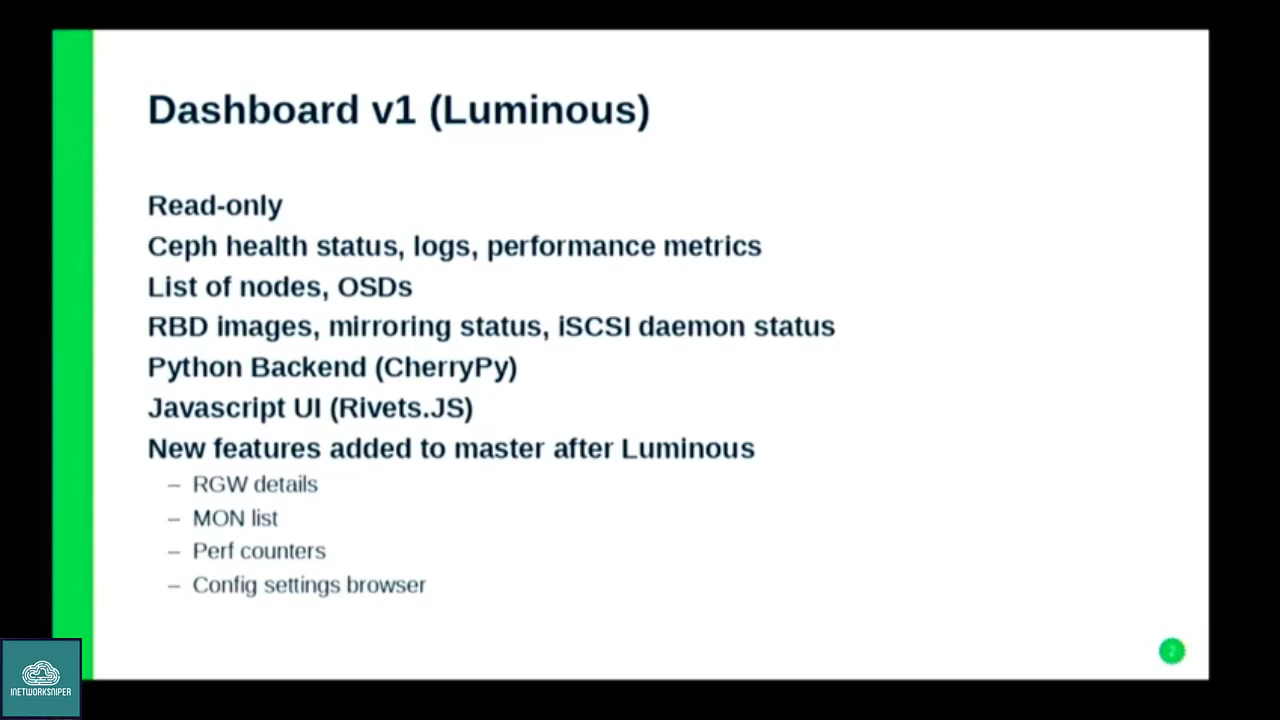 Dashboard v1 (Luminous)
Read-only
Ceph health status, logs, performance metrics
List of nodes, OSDs
RBD images, mirroring status, iSCSI daemon status
Python Backend (CherryPy)
Javascript UI (Rivets.JS)
New features added to master after Luminous
– RGW details
– MON list
– Perf counters
– Config settings browser
2
INETWORKSNIPER